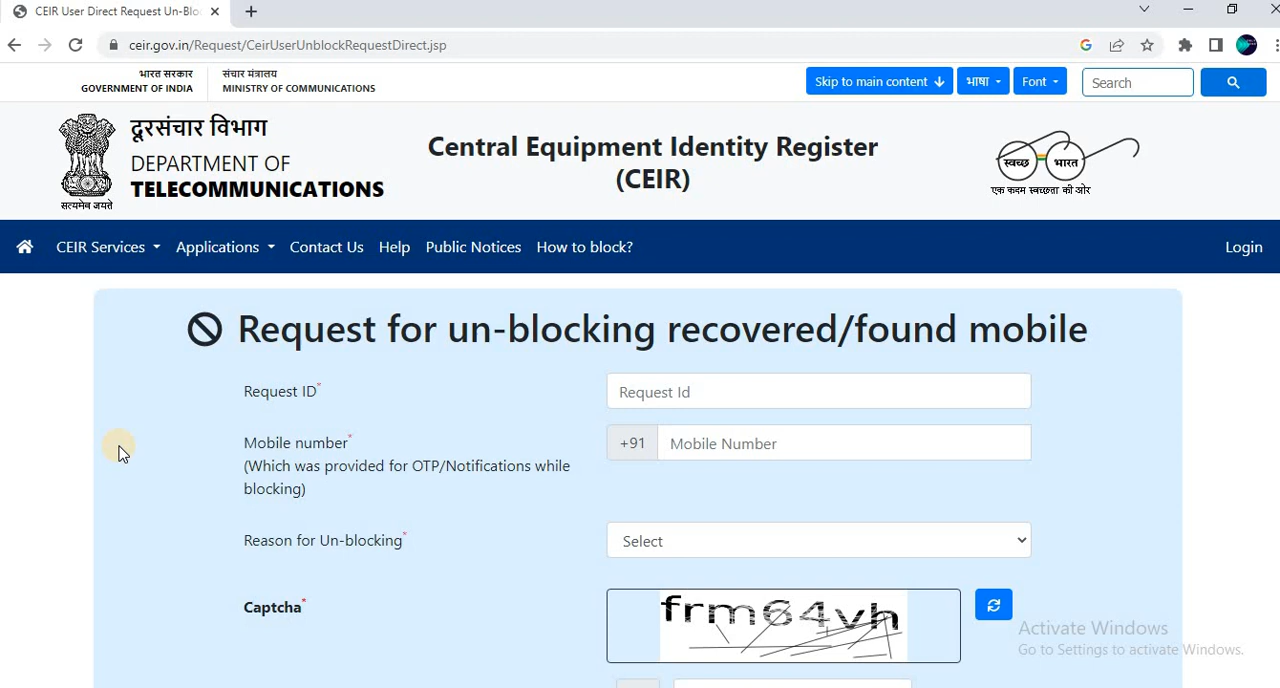 CEIR User Direct Request Un-Blo
ceir.gov.in/Request/CeirUserUnblockRequestDirect.jsp
भारत सरकार
GOVERNMENT OF INDIA
संचार मंत्रालय
MINISTRY OF COMMUNICATIONS
Skip to main content
भाषा
Font
Search
सत्यमेव जयते
दूरसंचार विभाग
DEPARTMENT OF
TELECOMMUNICATIONS
Central Equipment Identity Register
(CEIR)
स्वच्छ भारत
एक कदम स्वच्छता की ओर
CEIR Services Applications Contact Us Help Public Notices How to block? Login
Request for un-blocking recovered/found mobile
Request ID* Request Id
Mobile number* +91 Mobile Number
(Which was provided for OTP/Notifications while
blocking)
Reason for Un-blocking* Select
Captcha* frm64vh
Activate Windows
Go to Settings to activate Windows.